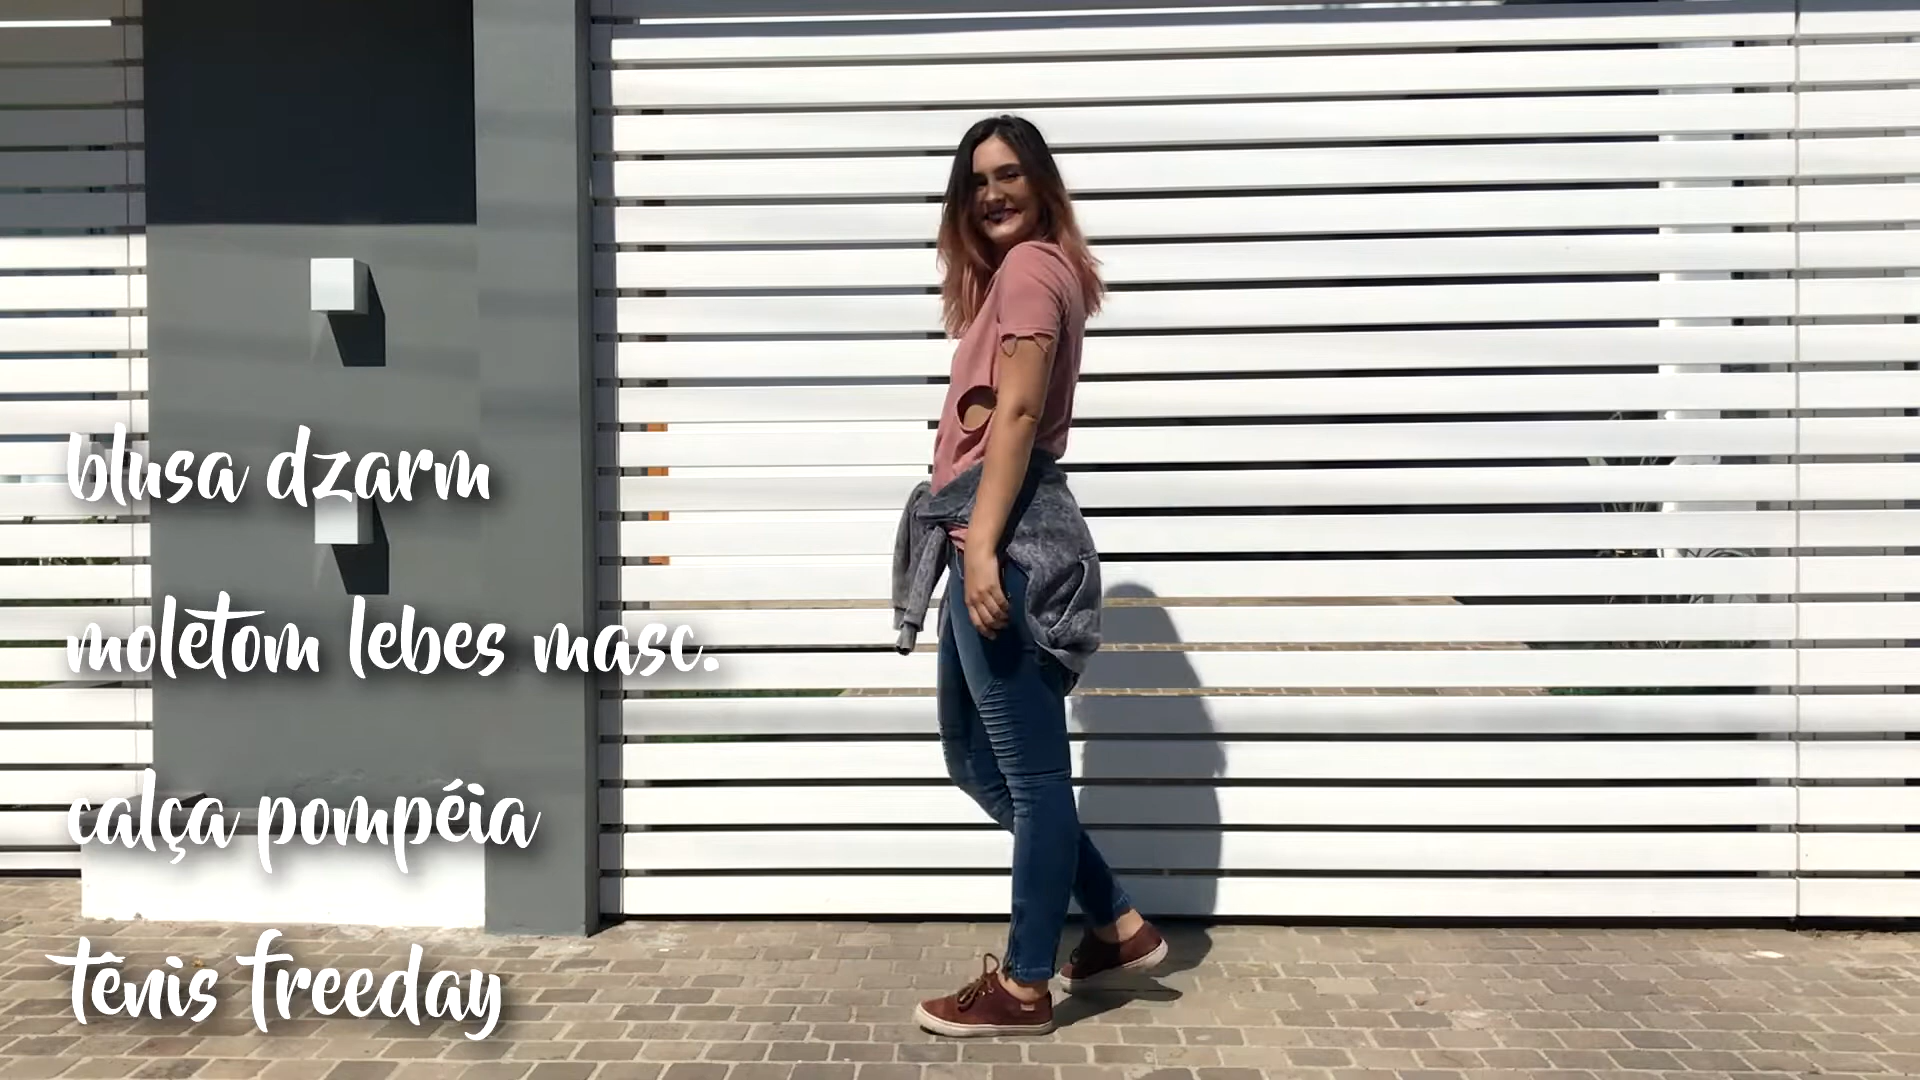 blusa dzarm
moletom lebes masc.
calça pompéia
tênis freeday